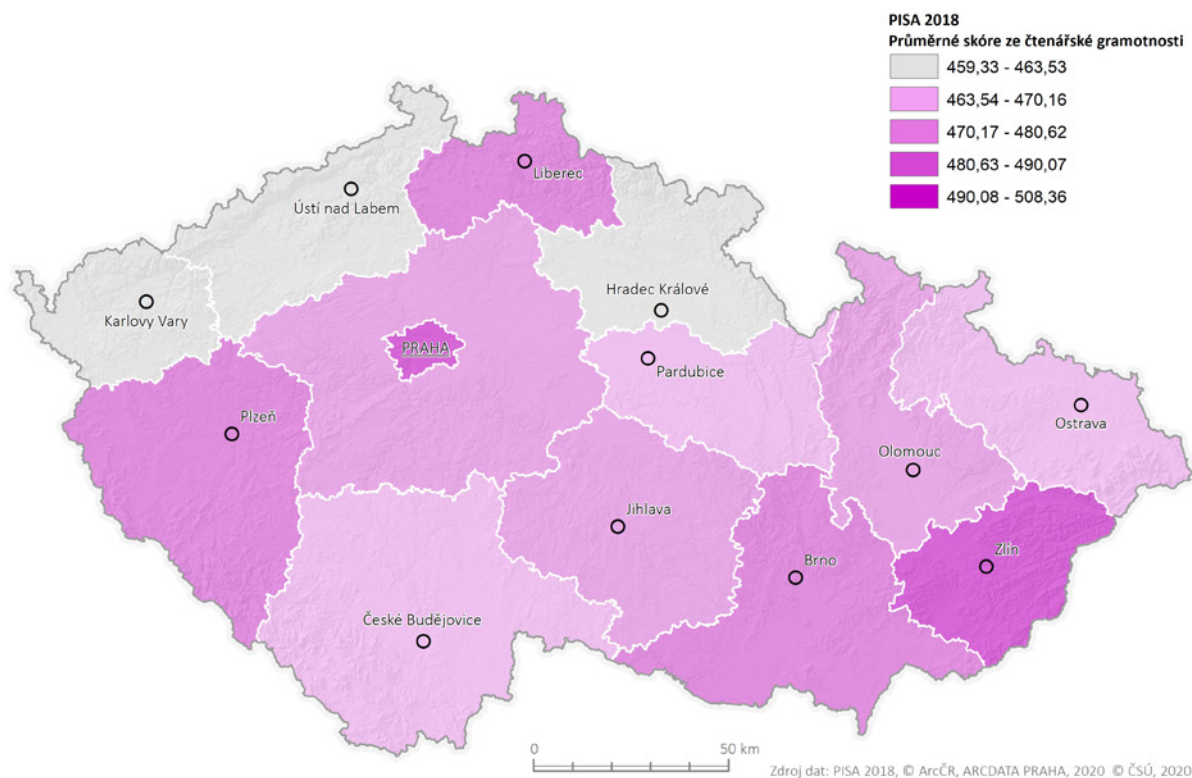 PISA 2018
Průměrné skóre ze čtenářské gramotnosti
459,33 - 463,53
463,54 - 470,16
470,17 - 480,62
480,63 - 490,07
490,08 - 508,36
Liberec
Ústí nad Labem
Hradec Králové
Karlovy Vary
PRAHA
Pardubice
Plzeň
Ostrava
Olomouc
Jihlava
Zlín
Brno
České Budějovice
0 50 km
Zdroj dat: PISA 2018, © ArcČR, ARCDATA PRAHA, 2020 © ČSÚ, 2020